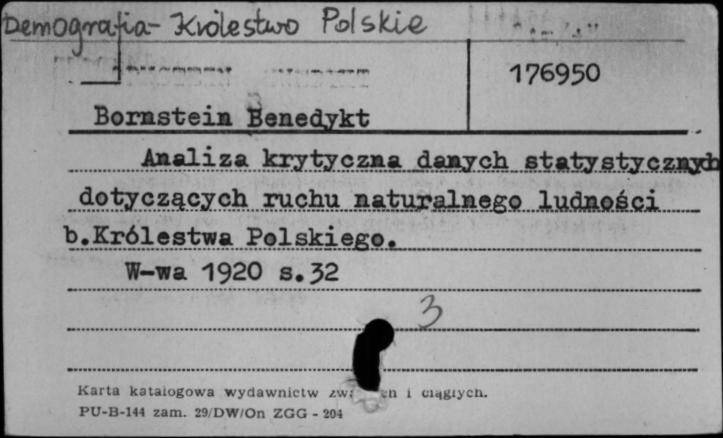 Demografia- Królestwo Polskie
176950
Bornstein Benedykt
Analiza krytyczna danych statystycznych
dotyczących ruchu naturalnego ludności
b.Królestwa Polskiego.
W-wa 1920 s.32
3
Karta katalogowa wydawnictw i ciągłych.
PU-B-144 zam. 29/DW/On ZGG - 204